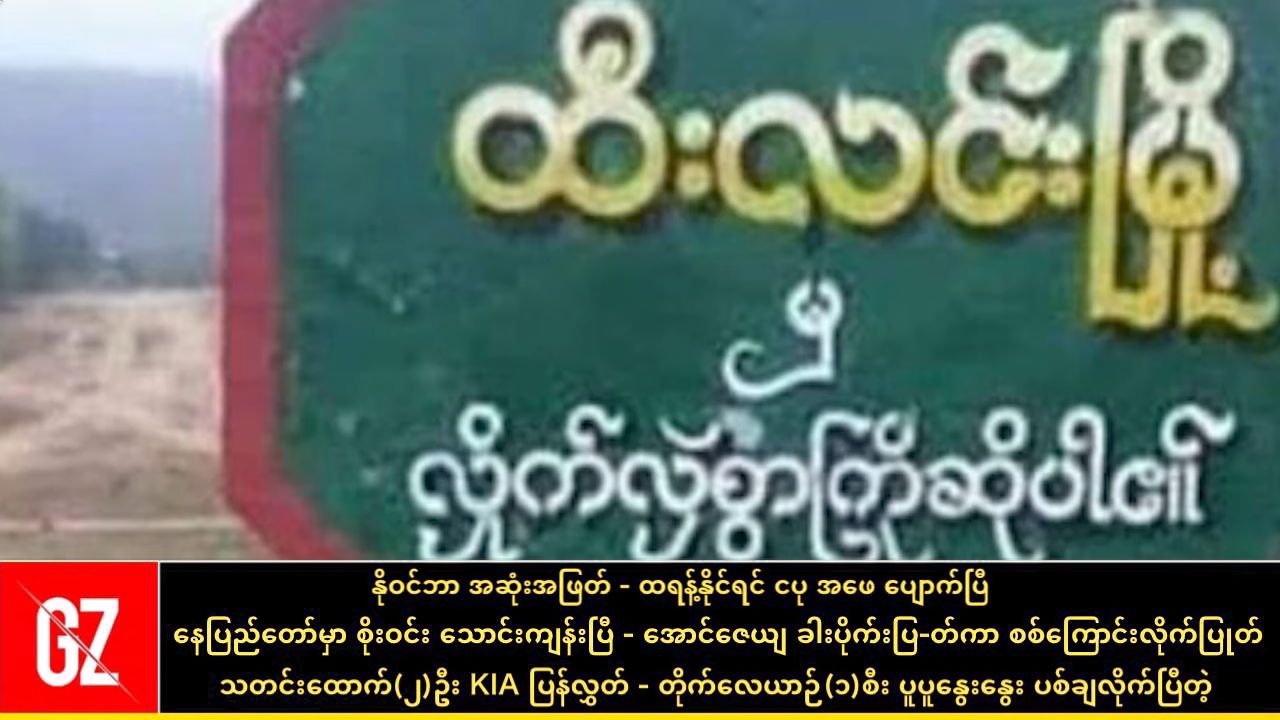 ထီးလင်းမြို့
မှ
လှိုက်လှဲစွာကြိုဆိုပါ၏
GZ
နိုဝင်ဘာ အဆုံးအဖြတ် - ထရန့်နိုင်ရင် ငပု အဖေ ပျောက်ပြီ
နေပြည်တော်မှာ စိုးဝင်း သောင်းကျန်းပြီ - အောင်ဇေယျ ခါးပိုက်းပြ-တ်ကာ စစ်ကြောင်းလိုက်ပြုတ်
သတင်းထောက်(၂)ဦး KIA ပြန်လွှတ် - တိုက်လေယာဉ်(၁)စီး ပူပူနွေးနွေး ပစ်ချလိုက်ပြီတဲ့